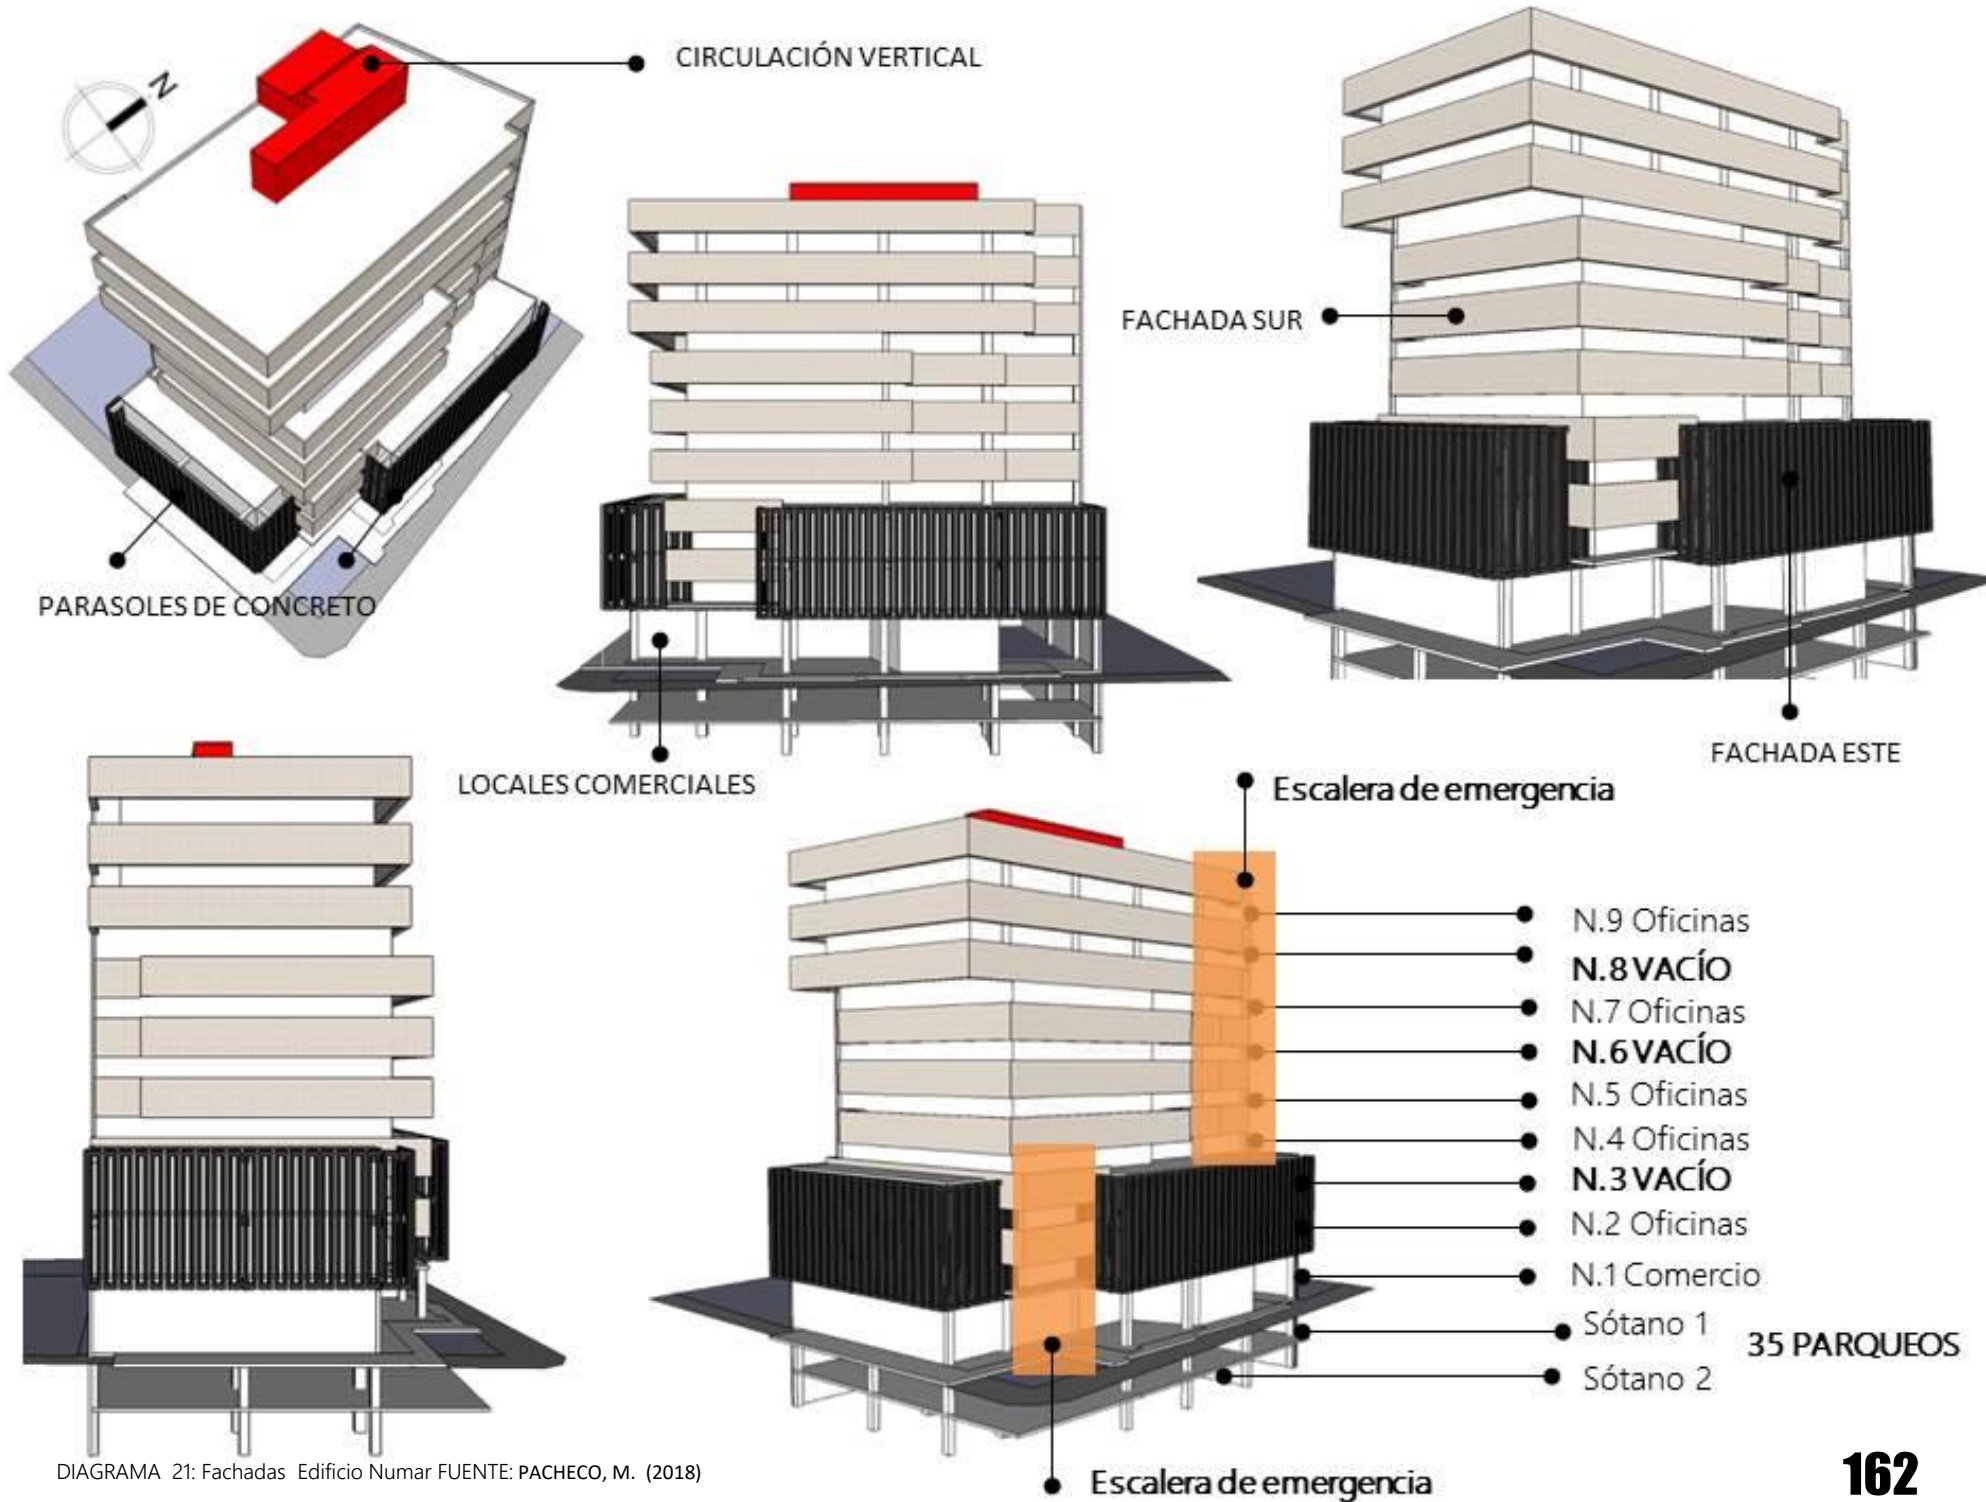 N
CIRCULACIÓN VERTICAL
FACHADA SUR
PARASOLES DE CONCRETO
FACHADA ESTE
LOCALES COMERCIALES
Escalera de emergencia
N.9 Oficinas
N.8 VACÍO
N.7 Oficinas
N.6 VACÍO
N.5 Oficinas
N.4 Oficinas
N.3 VACÍO
N.2 Oficinas
N.1 Comercio
Sótano 1
35 PARQUEOS
Sótano 2
Escalera de emergencia
DIAGRAMA 21: Fachadas Edificio Numar FUENTE: PACHECO, M. (2018)
162